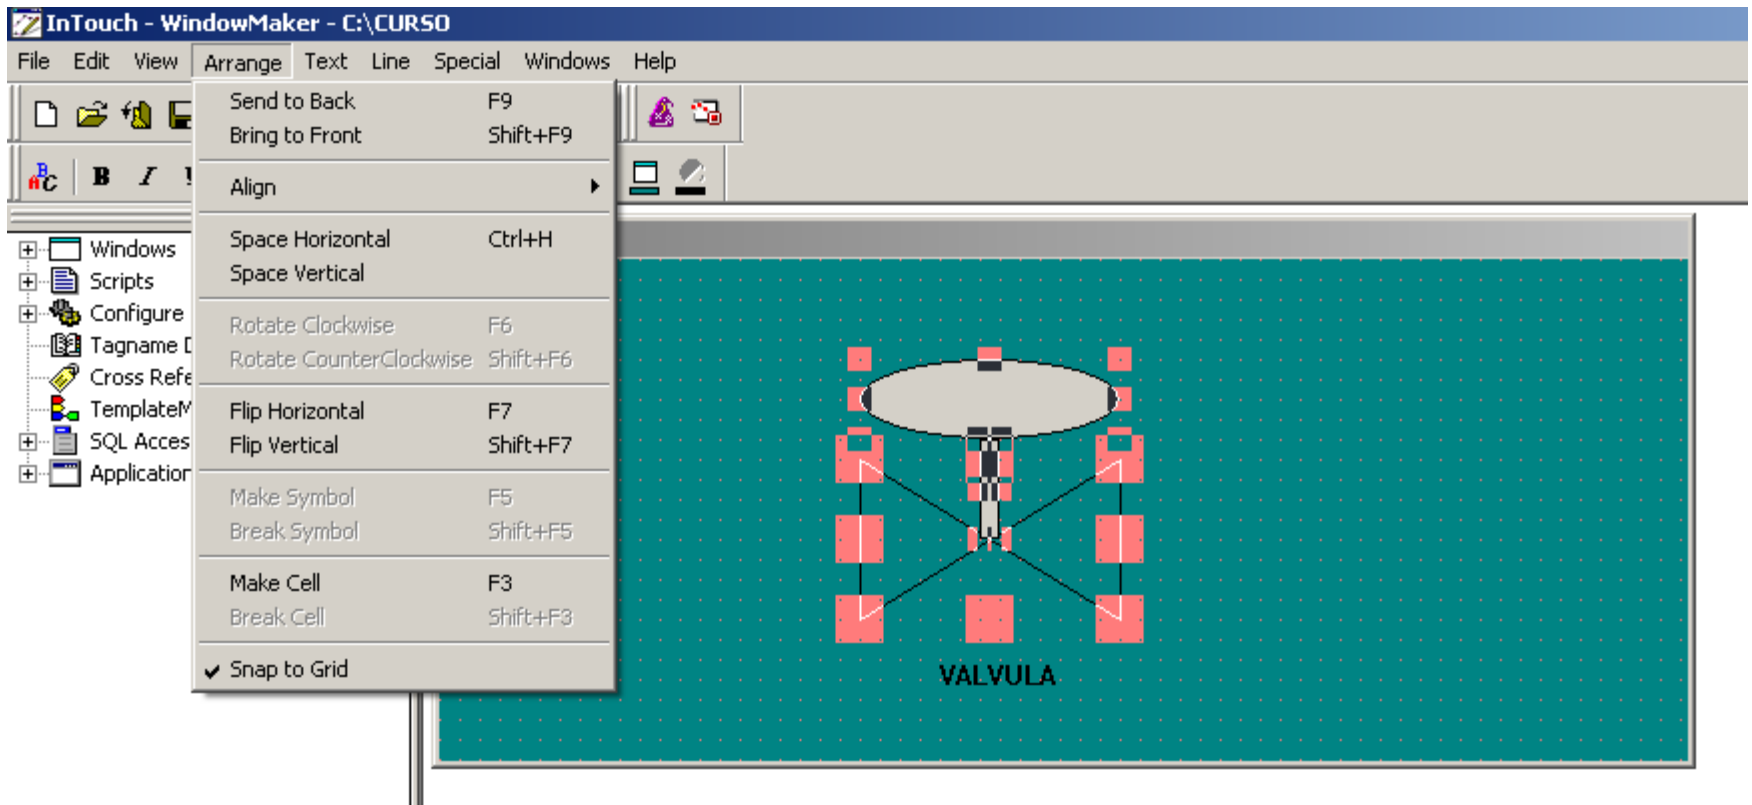 InTouch - WindowMaker - C:\CURSO
File Edit View Arrange Text Line Special Windows Help
Send to Back F9
Bring to Front Shift+F9
ABC B I
Align
Space Horizontal Ctrl+H
Space Vertical
Rotate Clockwise F6
Rotate CounterClockwise Shift+F6
Flip Horizontal F7
Flip Vertical Shift+F7
Make Symbol F5
Break Symbol Shift+F5
Make Cell F3
Break Cell Shift+F3
Snap to Grid
Windows
Scripts
Configure
Tagname D
Cross Refe
TemplateM
SQL Acces
Application
VALVULA